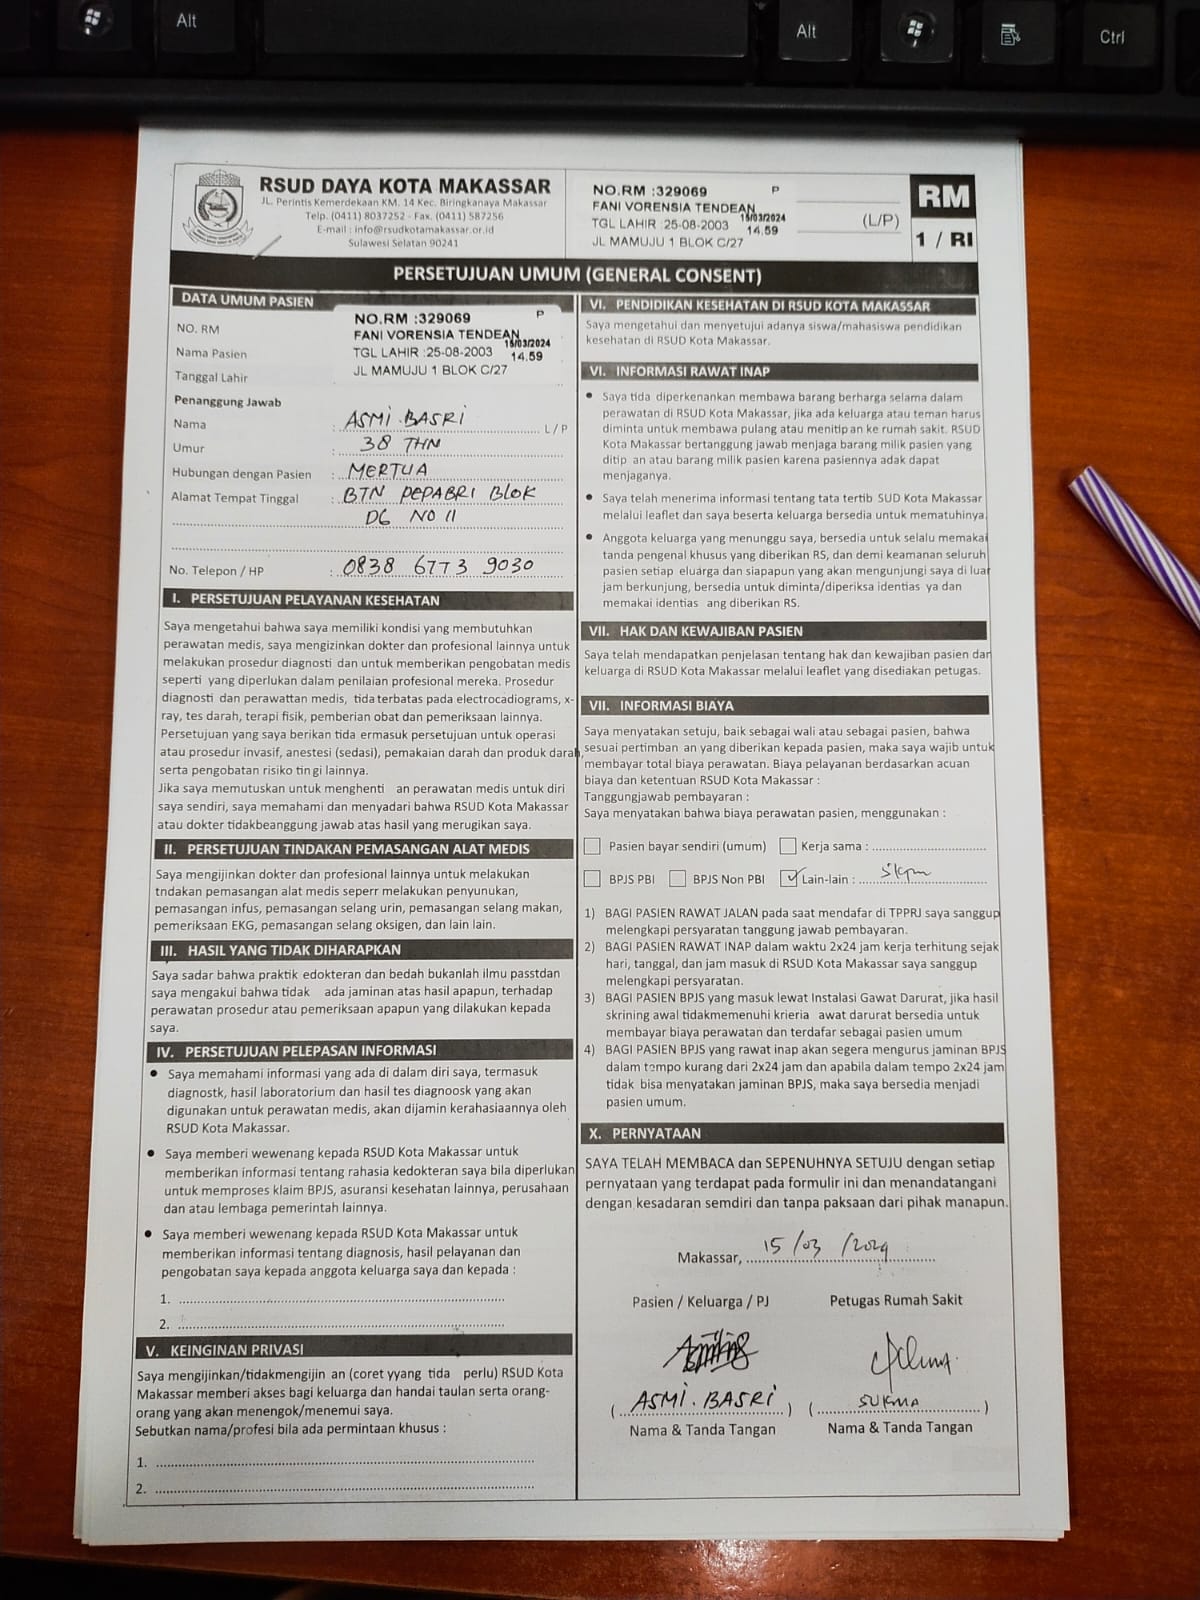 Alt
Alt
Ctrl
RSUD DAYA KOTA MAKASSAR
JL. Perintis Kemerdekaan KM. 14 Kec. Biringkanaya Makassar
Telp. (0411) 8037252 - Fax. (0411) 587256
E-mail : info@rsudkotamakassar.or.id
Sulawesi Selatan 90241
NO.RM :329069 P
FANI VORENSIA TENDEAN
15/03/2024
TGL LAHIR :25-08-2003 14.59
JL MAMUJU 1 BLOK C/27
(L/P)
RM
1 / RI
PERSETUJUAN UMUM (GENERAL CONSENT)
DATA UMUM PASIEN
NO. RM
Nama Pasien
Tanggal Lahir
NO.RM :329069 P
FANI VORENSIA TENDEAN
15/03/2024
TGL LAHIR :25-08-2003 14.59
JL MAMUJU 1 BLOK C/27
Penanggung Jawab
Nama : ASMI.BASRI L / P
Umur : 38 THN
Hubungan dengan Pasien : MERTUA
Alamat Tempat Tinggal : BTN PEPABRI Blok
D6 NO 11
No. Telepon / HP : 0838 6773 9030
I. PERSETUJUAN PELAYANAN KESEHATAN
Saya mengetahui bahwa saya memiliki kondisi yang membutuhkan
perawatan medis, saya mengizinkan dokter dan profesional lainnya untuk
melakukan prosedur diagnosti dan untuk memberikan pengobatan medis
seperti yang diperlukan dalam penilaian profesional mereka. Prosedur
diagnosti dan perawattan medis, tida terbatas pada electrocadiograms, x-
ray, tes darah, terapi fisik, pemberian obat dan pemeriksaan lainnya.
Persetujuan yang saya berikan tida ermasuk persetujuan untuk operasi
atau prosedur invasif, anestesi (sedasi), pemakaian darah dan produk darah,
serta pengobatan risiko tin gi lainnya.
Jika saya memutuskan untuk menghenti an perawatan medis untuk diri
saya sendiri, saya memahami dan menyadari bahwa RSUD Kota Makassar
atau dokter tidakbeanggung jawab atas hasil yang merugikan saya.
II. PERSETUJUAN TINDAKAN PEMASANGAN ALAT MEDIS
Saya mengijinkan dokter dan profesional lainnya untuk melakukan
tndakan pemasangan alat medis seperr melakukan penyunukan,
pemasangan infus, pemasangan selang urin, pemasangan selang makan,
pemeriksaan EKG, pemasangan selang oksigen, dan lain lain.
III. HASIL YANG TIDAK DIHARAPKAN
Saya sadar bahwa praktik edokteran dan bedah bukanlah ilmu passtdan
saya mengakui bahwa tidak ada jaminan atas hasil apapun, terhadap
perawatan prosedur atau pemeriksaan apapun yang dilakukan kepada
saya.
IV. PERSETUJUAN PELEPASAN INFORMASI
• Saya memahami informasi yang ada di dalam diri saya, termasuk
diagnostk, hasil laboratorium dan hasil tes diagnoosk yang akan
digunakan untuk perawatan medis, akan dijamin kerahasiaannya oleh
RSUD Kota Makassar.
• Saya memberi wewenang kepada RSUD Kota Makassar untuk
memberikan informasi tentang rahasia kedokteran saya bila diperlukan
untuk memproses klaim BPJS, asuransi kesehatan lainnya, perusahaan
dan atau lembaga pemerintah lainnya.
• Saya memberi wewenang kepada RSUD Kota Makassar untuk
memberikan informasi tentang diagnosis, hasil pelayanan dan
pengobatan saya kepada anggota keluarga saya dan kepada :
1.
2.
V. KEINGINAN PRIVASI
Saya mengijinkan/tidakmengijin an (coret yyang tida perlu) RSUD Kota
Makassar memberi akses bagi keluarga dan handai taulan serta orang-
orang yang akan menengok/menemui saya.
Sebutkan nama/profesi bila ada permintaan khusus :
1.
2.
VI. PENDIDIKAN KESEHATAN DI RSUD KOTA MAKASSAR
Saya mengetahui dan menyetujui adanya siswa/mahasiswa pendidikan
kesehatan di RSUD Kota Makassar.
VI. INFORMASI RAWAT INAP
• Saya tida diperkenankan membawa barang berharga selama dalam
perawatan di RSUD Kota Makassar, jika ada keluarga atau teman harus
diminta untuk membawa pulang atau menitip an ke rumah sakit. RSUD
Kota Makassar bertanggung jawab menjaga barang milik pasien yang
ditip an atau barang milik pasien karena pasiennya adak dapat
menjaganya.
• Saya telah menerima informasi tentang tata tertib SUD Kota Makassar
melalui leaflet dan saya beserta keluarga bersedia untuk mematuhinya.
• Anggota keluarga yang menunggu saya, bersedia untuk selalu memakai
tanda pengenal khusus yang diberikan RS, dan demi keamanan seluruh
pasien setiap eluarga dan siapapun yang akan mengunjungi saya di luar
jam berkunjung, bersedia untuk diminta/diperiksa identias ya dan
memakai identias ang diberikan RS.
VII. HAK DAN KEWAJIBAN PASIEN
Saya telah mendapatkan penjelasan tentang hak dan kewajiban pasien dan
keluarga di RSUD Kota Makassar melalui leaflet yang disediakan petugas.
VII. INFORMASI BIAYA
Saya menyatakan setuju, baik sebagai wali atau sebagai pasien, bahwa
sesuai pertimban an yang diberikan kepada pasien, maka saya wajib untuk
membayar total biaya perawatan. Biaya pelayanan berdasarkan acuan
biaya dan ketentuan RSUD Kota Makassar :
Tanggungjawab pembayaran :
Saya menyatakan bahwa biaya perawatan pasien, menggunakan :
Pasien bayar sendiri (umum) Kerja sama :
BPJS PBI BPJS Non PBI Lain-lain :
1) BAGI PASIEN RAWAT JALAN pada saat mendafar di TPPRJ saya sanggup
melengkapi persyaratan tanggung jawab pembayaran.
2) BAGI PASIEN RAWAT INAP dalam waktu 2x24 jam kerja terhitung sejak
hari, tanggal, dan jam masuk di RSUD Kota Makassar saya sanggup
melengkapi persyaratan.
3) BAGI PASIEN BPJS yang masuk lewat Instalasi Gawat Darurat, jika hasil
skrining awal tidakmemenuhi krieria awat darurat bersedia untuk
membayar biaya perawatan dan terdafar sebagai pasien umum
4) BAGI PASIEN BPJS yang rawat inap akan segera mengurus jaminan BPJS
dalam tempo kurang dari 2x24 jam dan apabila dalam tempo 2x24 jam
tidak bisa menyatakan jaminan BPJS, maka saya bersedia menjadi
pasien umum.
X. PERNYATAAN
SAYA TELAH MEMBACA dan SEPENUHNYA SETUJU dengan setiap
pernyataan yang terdapat pada formulir ini dan menandatangani
dengan kesadaran semdiri dan tanpa paksaan dari pihak manapun.
Makassar, 15/03/2024
Pasien / Keluarga / PJ Petugas Rumah Sakit
( ASMI.BASRI ) ( SUKMA )
Nama & Tanda Tangan Nama & Tanda Tangan